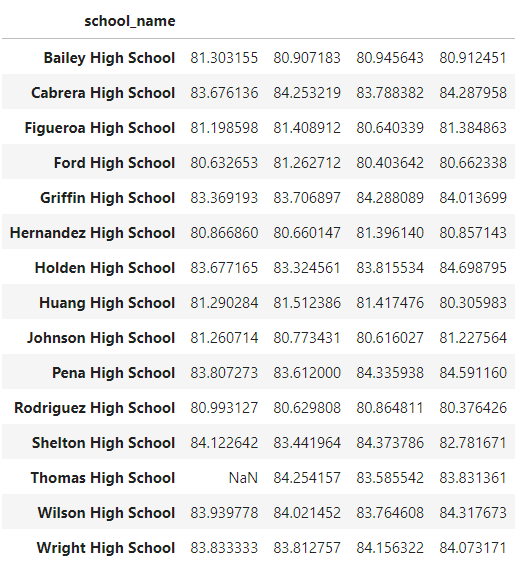 school_name
Bailey High School 81.303155 80.907183 80.945643 80.912451
Cabrera High School 83.676136 84.253219 83.788382 84.287958
Figueroa High School 81.198598 81.408912 80.640339 81.384863
Ford High School 80.632653 81.262712 80.403642 80.662338
Griffin High School 83.369193 83.706897 84.288089 84.013699
Hernandez High School 80.866860 80.660147 81.396140 80.857143
Holden High School 83.677165 83.324561 83.815534 84.698795
Huang High School 81.290284 81.512386 81.417476 80.305983
Johnson High School 81.260714 80.773431 80.616027 81.227564
Pena High School 83.807273 83.612000 84.335938 84.591160
Rodriguez High School 80.993127 80.629808 80.864811 80.376426
Shelton High School 84.122642 83.441964 84.373786 82.781671
Thomas High School NaN 84.254157 83.585542 83.831361
Wilson High School 83.939778 84.021452 83.764608 84.317673
Wright High School 83.833333 83.812757 84.156322 84.073171